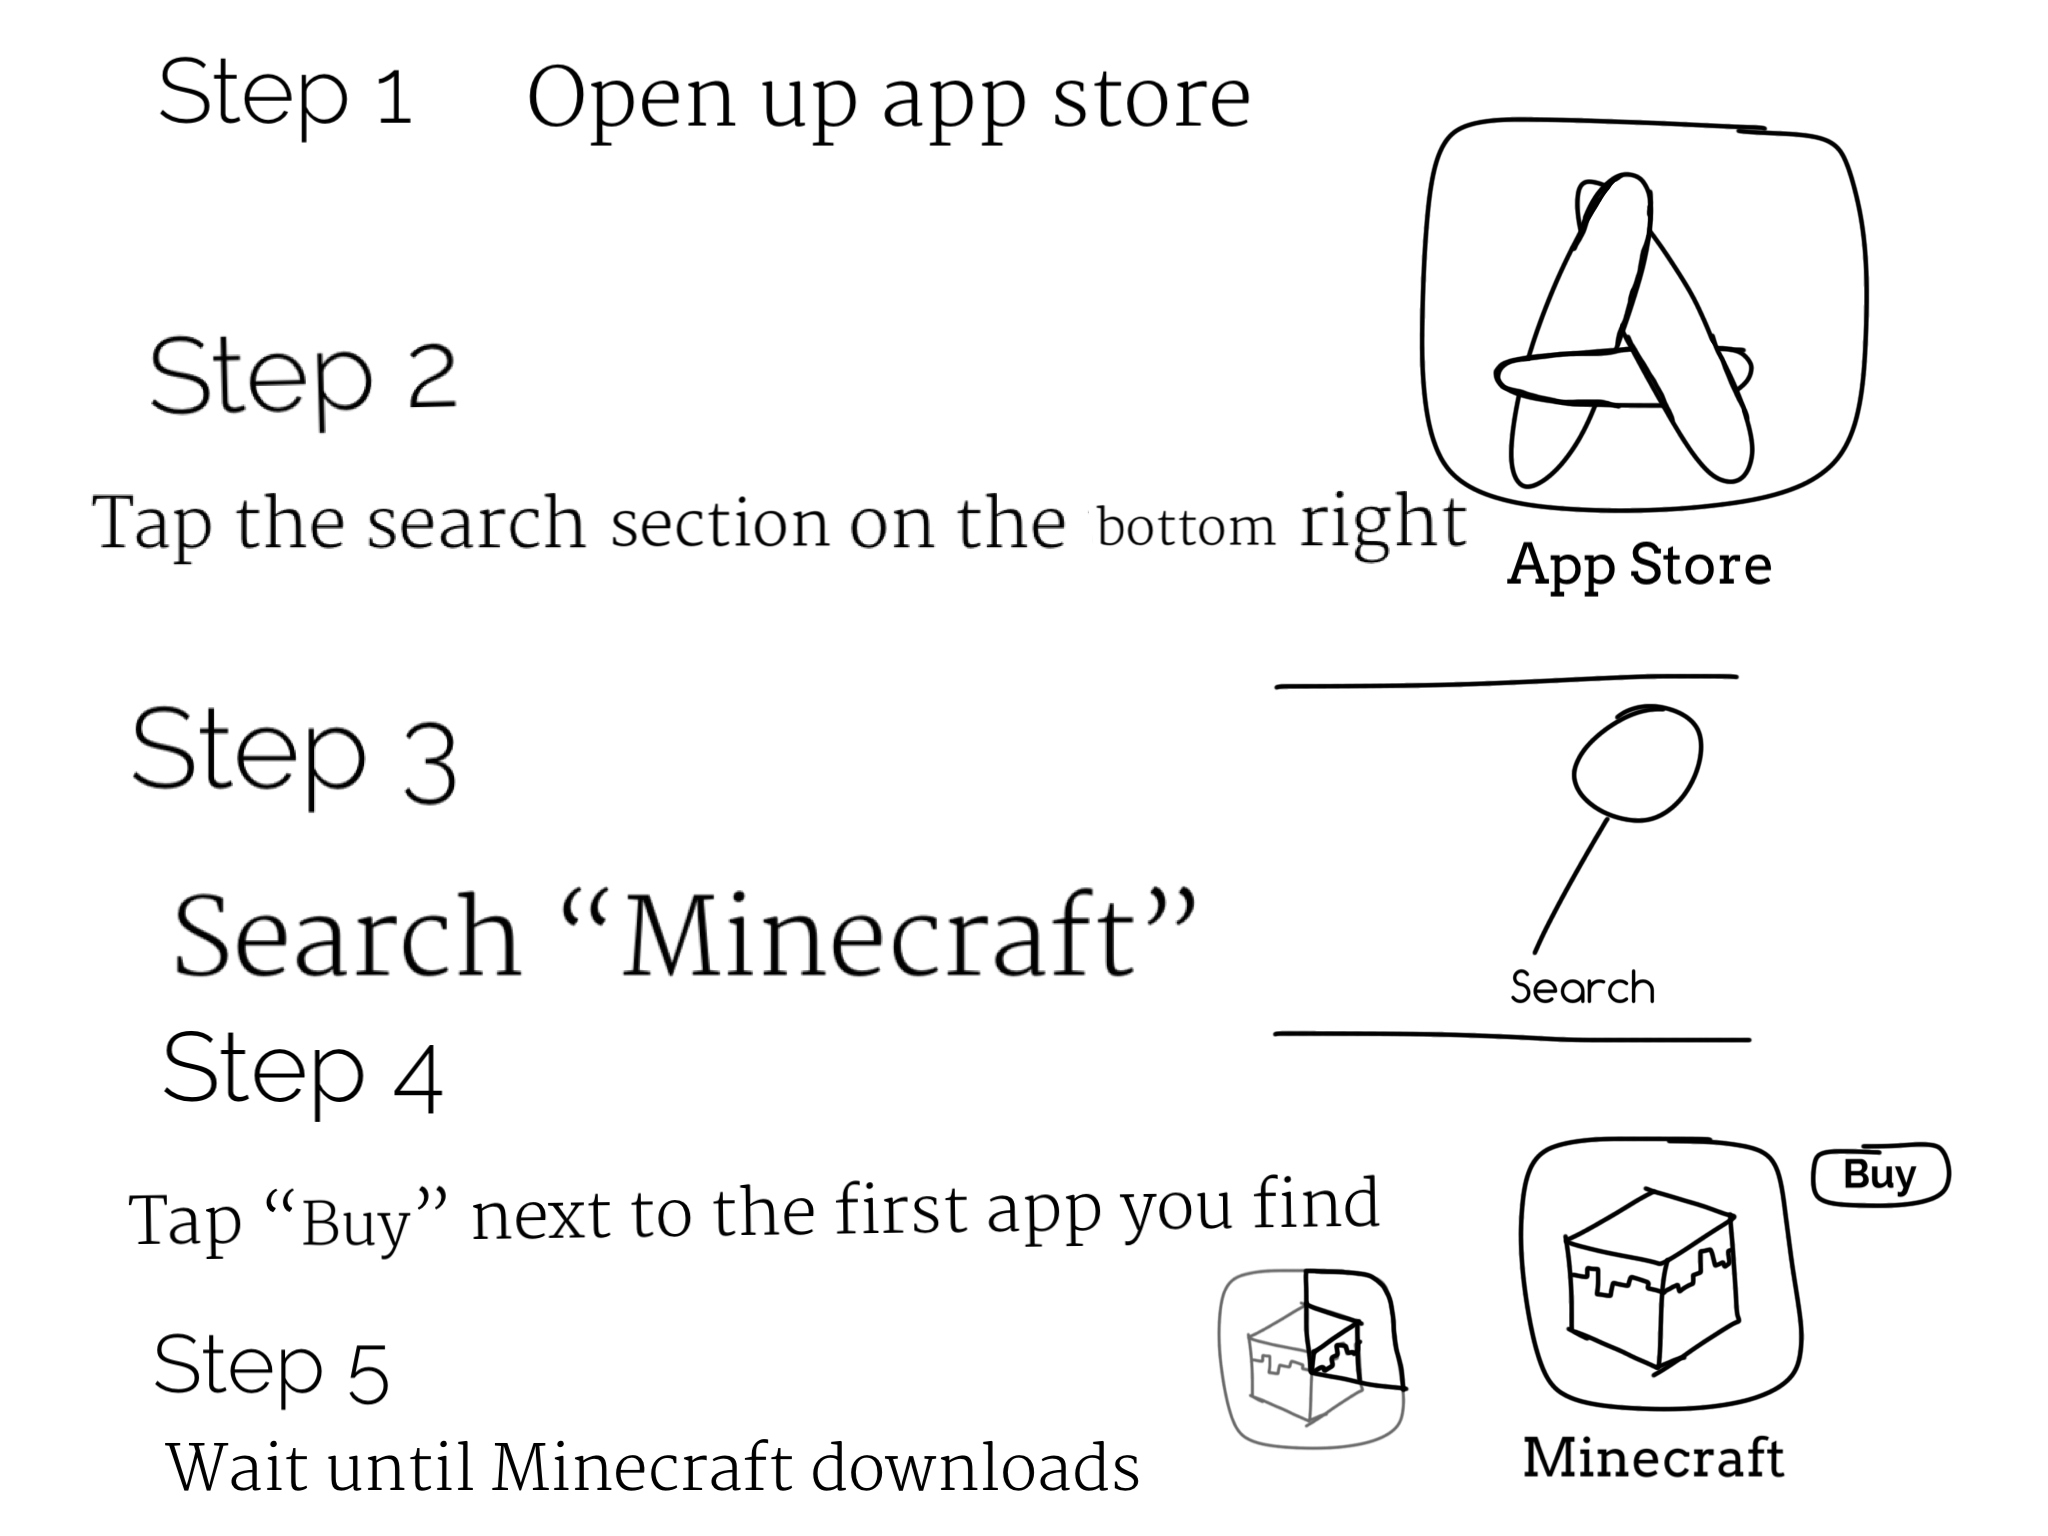 Step 1 Open up app store
Step 2
Tap the search section on the bottom right
App Store
Step 3
Search “Minecraft”
Search
Step 4
Tap “Buy” next to the first app you find
Buy
Step 5
Wait until Minecraft downloads
Minecraft